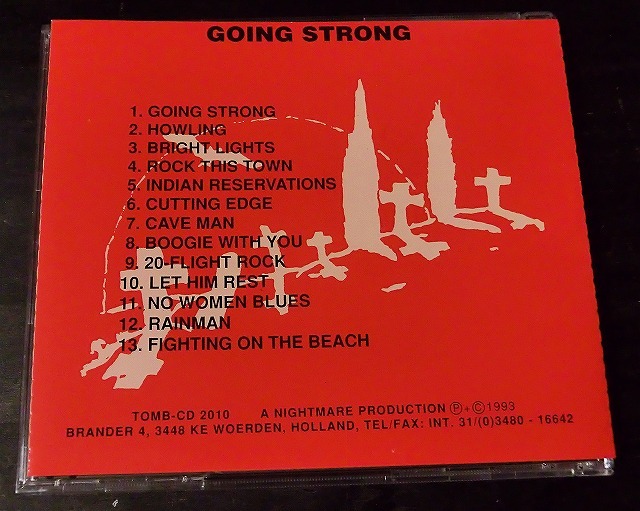 GOING STRONG
1. GOING STRONG
2. HOWLING
3. BRIGHT LIGHTS
4. ROCK THIS TOWN
5. INDIAN RESERVATIONS
6. CUTTING EDGE
7. CAVE MAN
8. BOOGIE WITH YOU
9. 20-FLIGHT ROCK
10. LET HIM REST
11. NO WOMEN BLUES
12. RAINMAN
13. FIGHTING ON THE BEACH
TOMB-CD 2010 A NIGHTMARE PRODUCTION Ⓟ+Ⓒ1993
BRANDER 4, 3448 KE WOERDEN, HOLLAND, TEL/FAX: INT. 31/(0)3480 - 16642